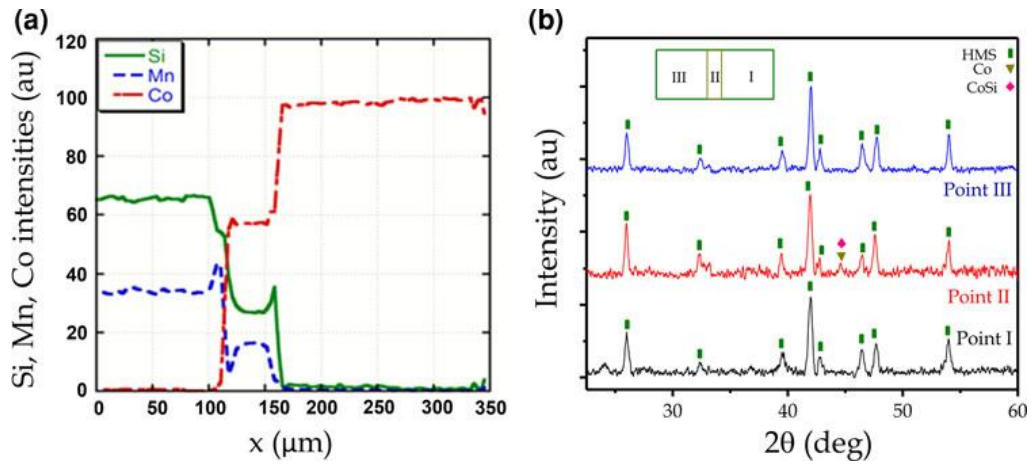 (a)
Si, Mn, Co intensities (au)
120
100
80
60
40
20
0
Si
Mn
Co
0 50 100 150 200 250 300 350
x (µm)
(b)
Intensity (au)
III II I
HMS
Co
CoSi
Point III
Point II
Point I
30 40 50 60
2θ (deg)